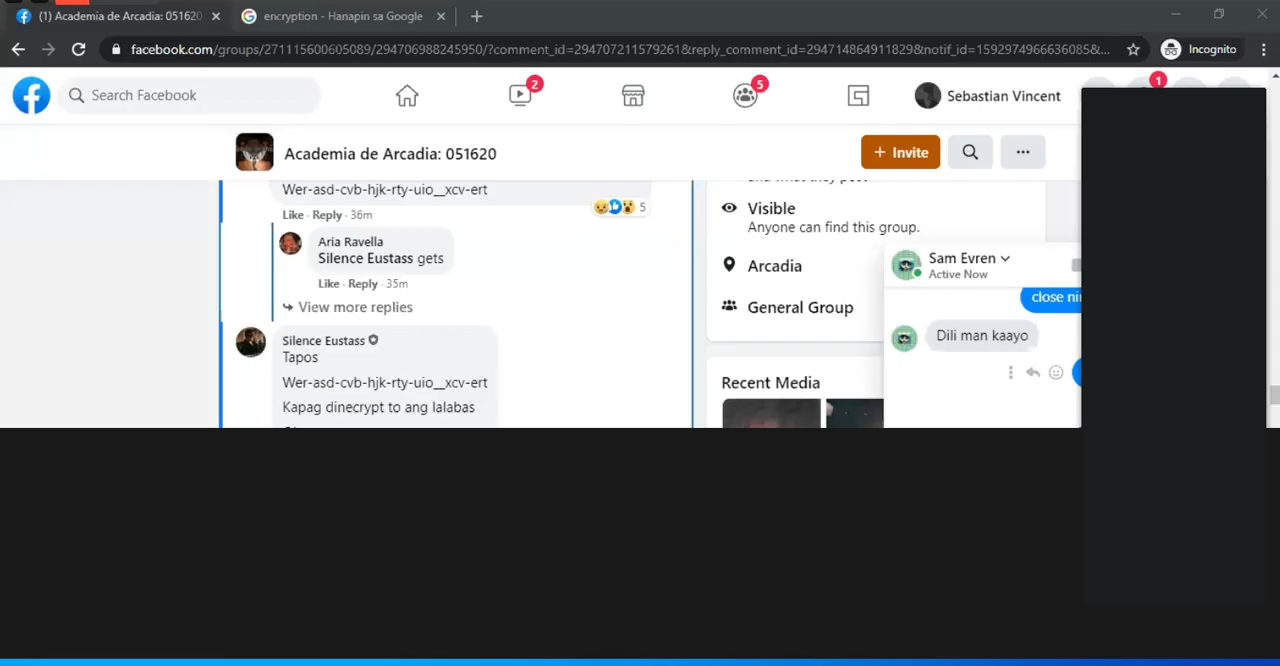 (1) Academia de Arcadia: 051620
encryption - Hanapin sa Google
facebook.com/groups/271115600605089/294706988245950/?comment_id=294707211579261&reply_comment_id=294714864911829&notif_id=1592974966636085&...
Incognito
Search Facebook
2
5
Sebastian Vincent
1
Academia de Arcadia: 051620
+ Invite
Wer-asd-cvb-hjk-rty-uio__xcv-ert
5
Like · Reply · 36m
Aria Ravella
Silence Eustass gets
Like · Reply · 35m
View more replies
Silence Eustass
Tapos
Wer-asd-cvb-hjk-rty-uio__xcv-ert
Kapag dinecrypt to ang lalabas
Visible
Anyone can find this group.
Arcadia
General Group
Recent Media
Sam Evren
Active Now
close ni
Dili man kaayo